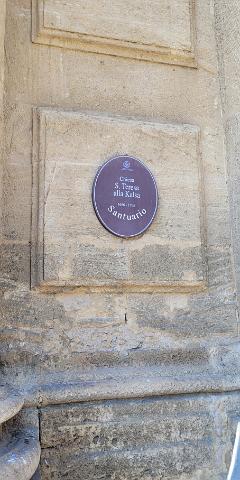 Chiesa
S. Teresa
alla Kalsa
Santuario